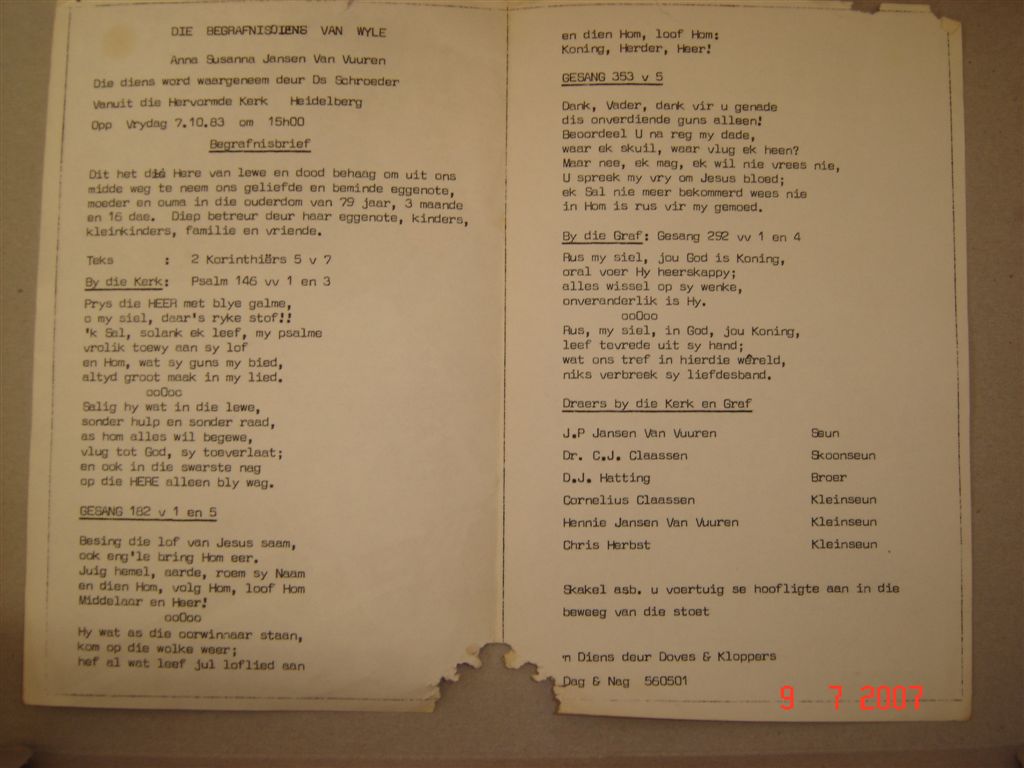 DIE BEGRAFNISDIENS VAN WYLE
Anna Susanna Jansen Van Vuuren
Die diens word waargeneem deur Ds Schroeder
Vanuit die Hervormde Kerk Heidelberg
Opp Vrydag 7.10.83 om 15h00
Begrafnisbrief
Dit het die Here van lewe en dood behaag om uit ons
midde weg te neem ons geliefde en beminde eggenote,
moeder en ouma in die ouderdom van 79 jaar, 3 maande
en 16 dae. Diep betreur deur haar eggenote, kinders,
kleinkinders, familie en vriende.
Teks : 2 Korinthiërs 5 v 7
By die Kerk: Psalm 146 vv 1 en 3
Prys die HEER met blye galme,
o my siel, daar's ryke stof!!
'k Sal, solank ek leef, my psalme
vrolik toewy aan sy lof
en Hom, wat sy guns my bied,
altyd groot maak in my lied.
ooOoo
Salig hy wat in die lewe,
sonder hulp en sonder raad,
as hom alles wil begewe,
vlug tot God, sy toeverlaat;
en ook in die swarste nag
op die HERE alleen bly wag.
GESANG 182 v 1 en 5
Besing die lof van Jesus saam,
ook eng'le bring Hom eer.
Juig hemel, aarde, roem sy Naam
en dien Hom, volg Hom, loof Hom
Middelaar en Heer!
ooOoo
Hy wat as die oorwinnaar staan,
kom op die wolke weer;
hef al wat leef jul loflied aan
en dien Hom, loof Hom:
Koning, Herder, Heer!
GESANG 353 v 5
Dank, Vader, dank vir u genade
dis onverdiende guns alleen!
Beoordeel U na reg my dade,
waar ek skuil, waar vlug ek heen?
Maar nee, ek mag, ek wil nie vrees nie,
U spreek my vry om Jesus bloed;
ek Sal nie meer bekommerd wees nie
in Hom is rus vir my gemoed.
By die Graf: Gesang 292 vv 1 en 4
Rus my siel, jou God is Koning,
oral voer Hy heerskappy;
alles wissel op sy wenke,
onveranderlik is Hy.
ooOoo
Rus, my siel, in God, jou Koning,
leef tevrede uit sy hand;
wat ons tref in hierdie wêreld,
niks verbreek sy liefdesband.
Draers by die Kerk en Graf
J.P Jansen Van Vuuren Seun
Dr. C.J. Claassen Skoonseun
D.J. Hatting Broer
Cornelius Claassen Kleinseun
Hennie Jansen Van Vuuren Kleinseun
Chris Herbst Kleinseun
Skakel asb. u voertuig se hoofligte aan in die
beweeg van die stoet
'n Diens deur Doves & Kloppers
Dag & Nag 560501
9 7 2007